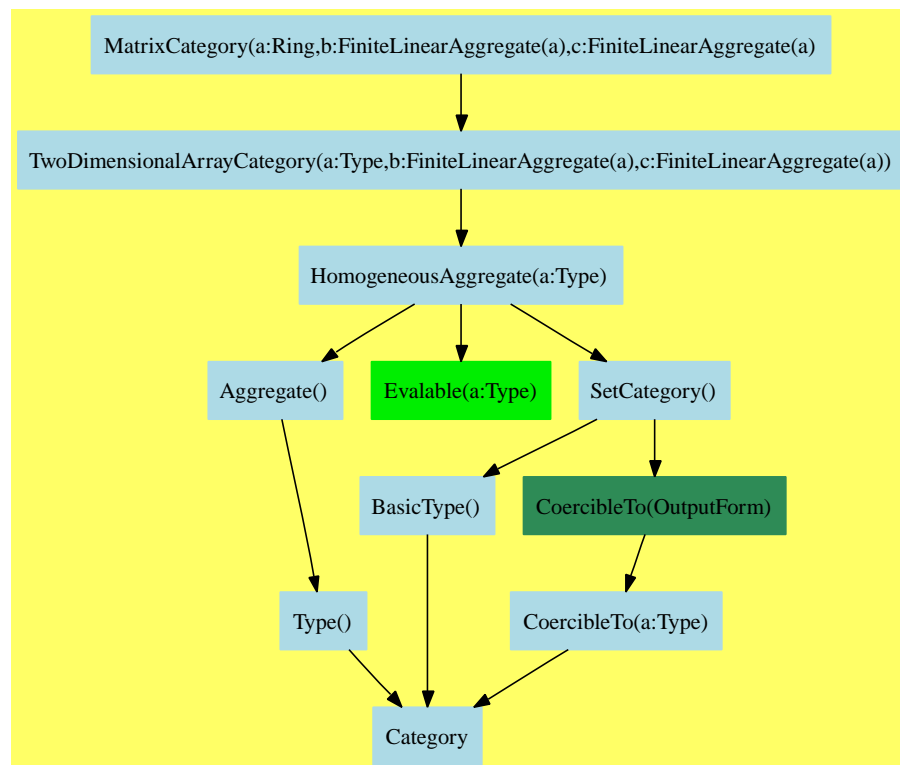 MatrixCategory(a:Ring,b:FiniteLinearAggregate(a),c:FiniteLinearAggregate(a)
TwoDimensionalArrayCategory(a:Type,b:FiniteLinearAggregate(a),c:FiniteLinearAggregate(a))
HomogeneousAggregate(a:Type)
Aggregate()
Evalable(a:Type)
SetCategory()
BasicType()
CoercibleTo(OutputForm)
Type()
CoercibleTo(a:Type)
Category